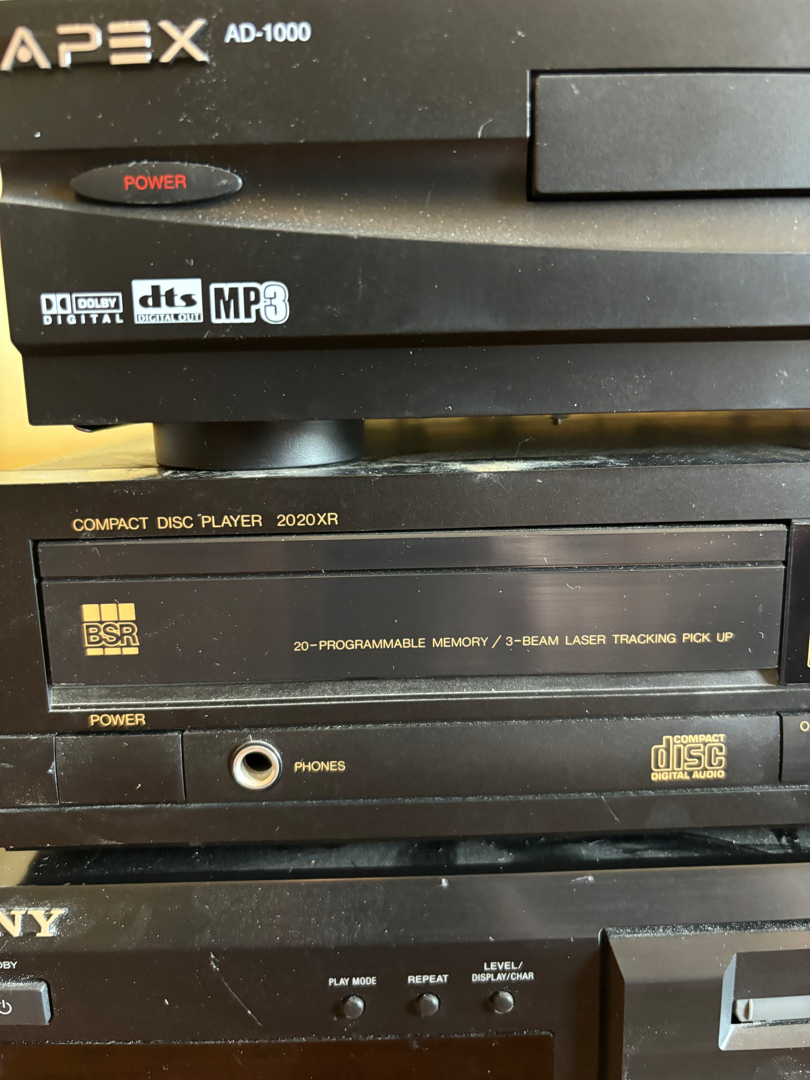 APEX AD-1000
POWER
DOLBY
DIGITAL
dts
DIGITAL OUT
MP3
COMPACT DISC PLAYER 2020XR
BSR
20-PROGRAMMABLE MEMORY / 3-BEAM LASER TRACKING PICK UP
POWER
PHONES
COMPACT
disc
DIGITAL AUDIO
O
NY
DBY
PLAY MODE
REPEAT
LEVEL/
DISPLAY/CHAR